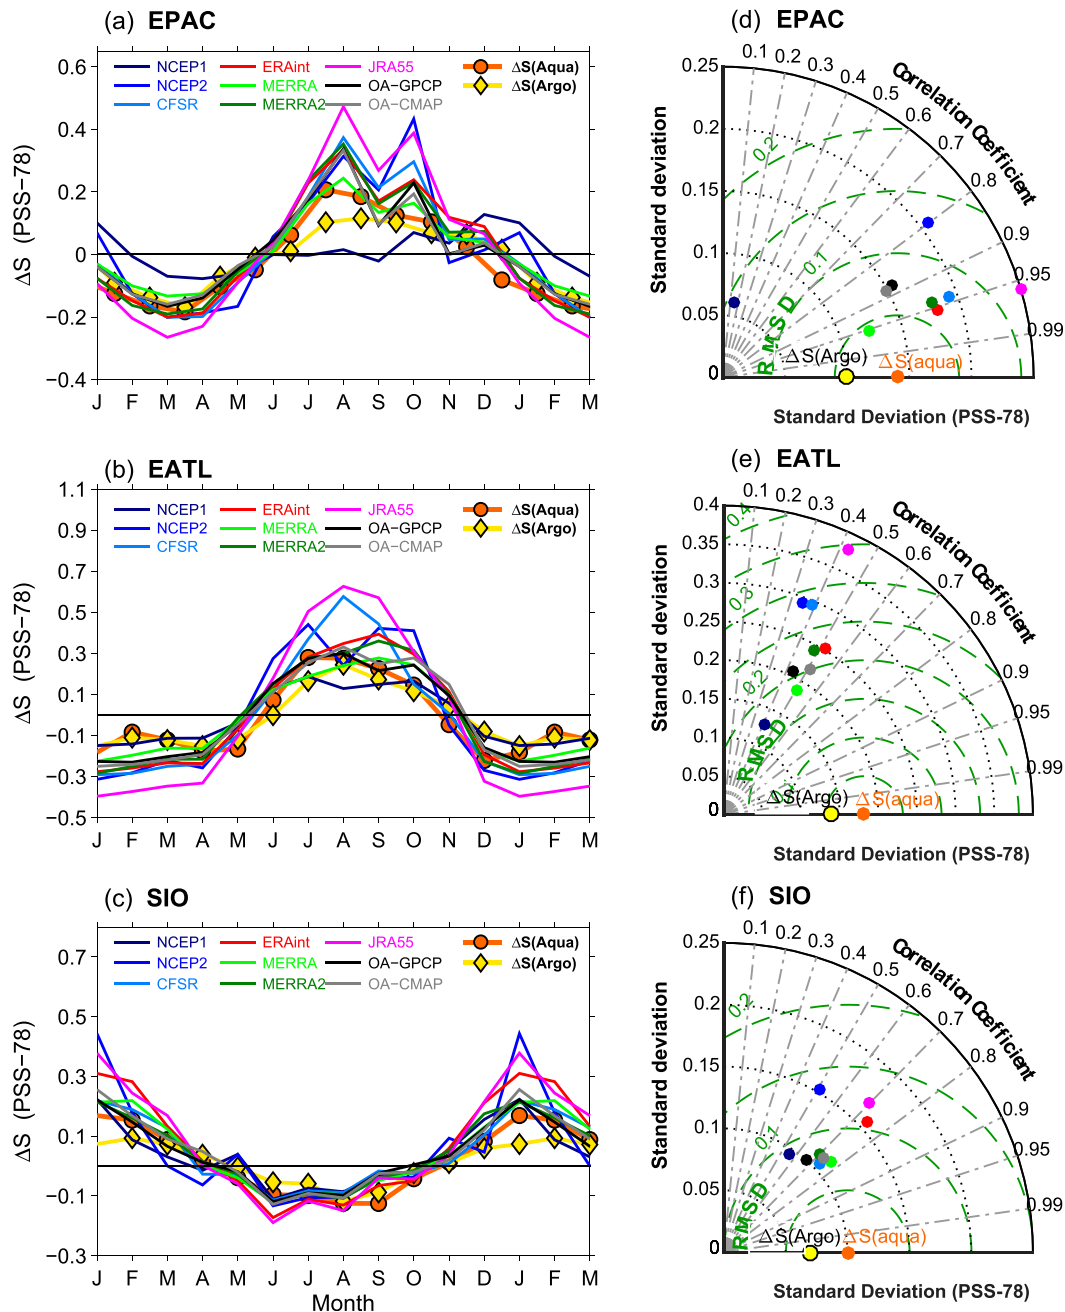 (a) EPAC
0.6
0.4
0.2
0
−0.2
−0.4
ΔS (PSS−78)
NCEP1
NCEP2
CFSR
ERAint
MERRA
MERRA2
JRA55
OA−GPCP
OA−CMAP
ΔS(Aqua)
ΔS(Argo)
J F M A M J J A S O N D J F M
(d) EPAC
0.25
0.2
0.15
0.1
0.05
0
Standard deviation
0.1
0.2
0.3
0.4
0.5
0.6
0.7
0.8
0.9
0.95
0.99
Correlation Coefficient
0.2
0.1
RMSD
ΔS(Argo)
ΔS(aqua)
Standard Deviation (PSS-78)
(b) EATL
1.1
0.9
0.7
0.5
0.3
0.1
−0.1
−0.3
−0.5
ΔS (PSS−78)
NCEP1
NCEP2
CFSR
ERAint
MERRA
MERRA2
JRA55
OA−GPCP
OA−CMAP
ΔS(Aqua)
ΔS(Argo)
J F M A M J J A S O N D J F M
(e) EATL
0.4
0.35
0.3
0.25
0.2
0.15
0.1
0.05
0
Standard deviation
0.1
0.2
0.3
0.4
0.5
0.6
0.7
0.8
0.9
0.95
0.99
Correlation Coefficient
0.4
0.3
0.2
RMSD
ΔS(Argo)
ΔS(aqua)
Standard Deviation (PSS-78)
(c) SIO
0.7
0.5
0.3
0.1
−0.1
−0.3
ΔS (PSS−78)
NCEP1
NCEP2
CFSR
ERAint
MERRA
MERRA2
JRA55
OA−GPCP
OA−CMAP
ΔS(Aqua)
ΔS(Argo)
J F M A M J J A S O N D J F M
Month
(f) SIO
0.25
0.2
0.15
0.1
0.05
0
Standard deviation
0.1
0.2
0.3
0.4
0.5
0.6
0.7
0.8
0.9
0.95
0.99
Correlation Coefficient
0.2
0.1
RMSD
ΔS(Argo)
ΔS(aqua)
Standard Deviation (PSS-78)